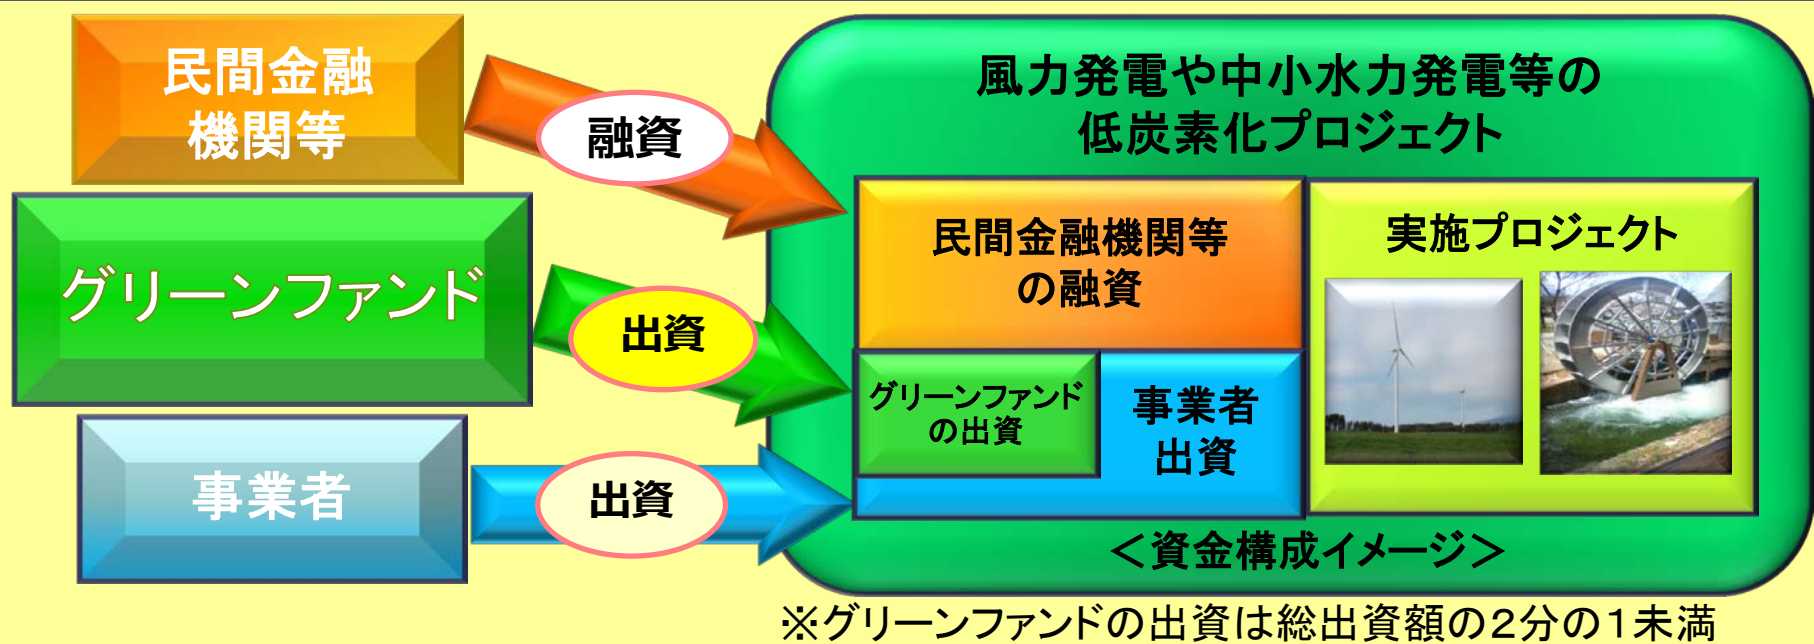 民間金融
機関等
融資
グリーンファンド
出資
事業者
出資
風力発電や中小水力発電等の
低炭素化プロジェクト
民間金融機関等
の融資
実施プロジェクト
グリーンファンド
の出資
事業者
出資
＜資金構成イメージ＞
※グリーンファンドの出資は総出資額の２分の１未満